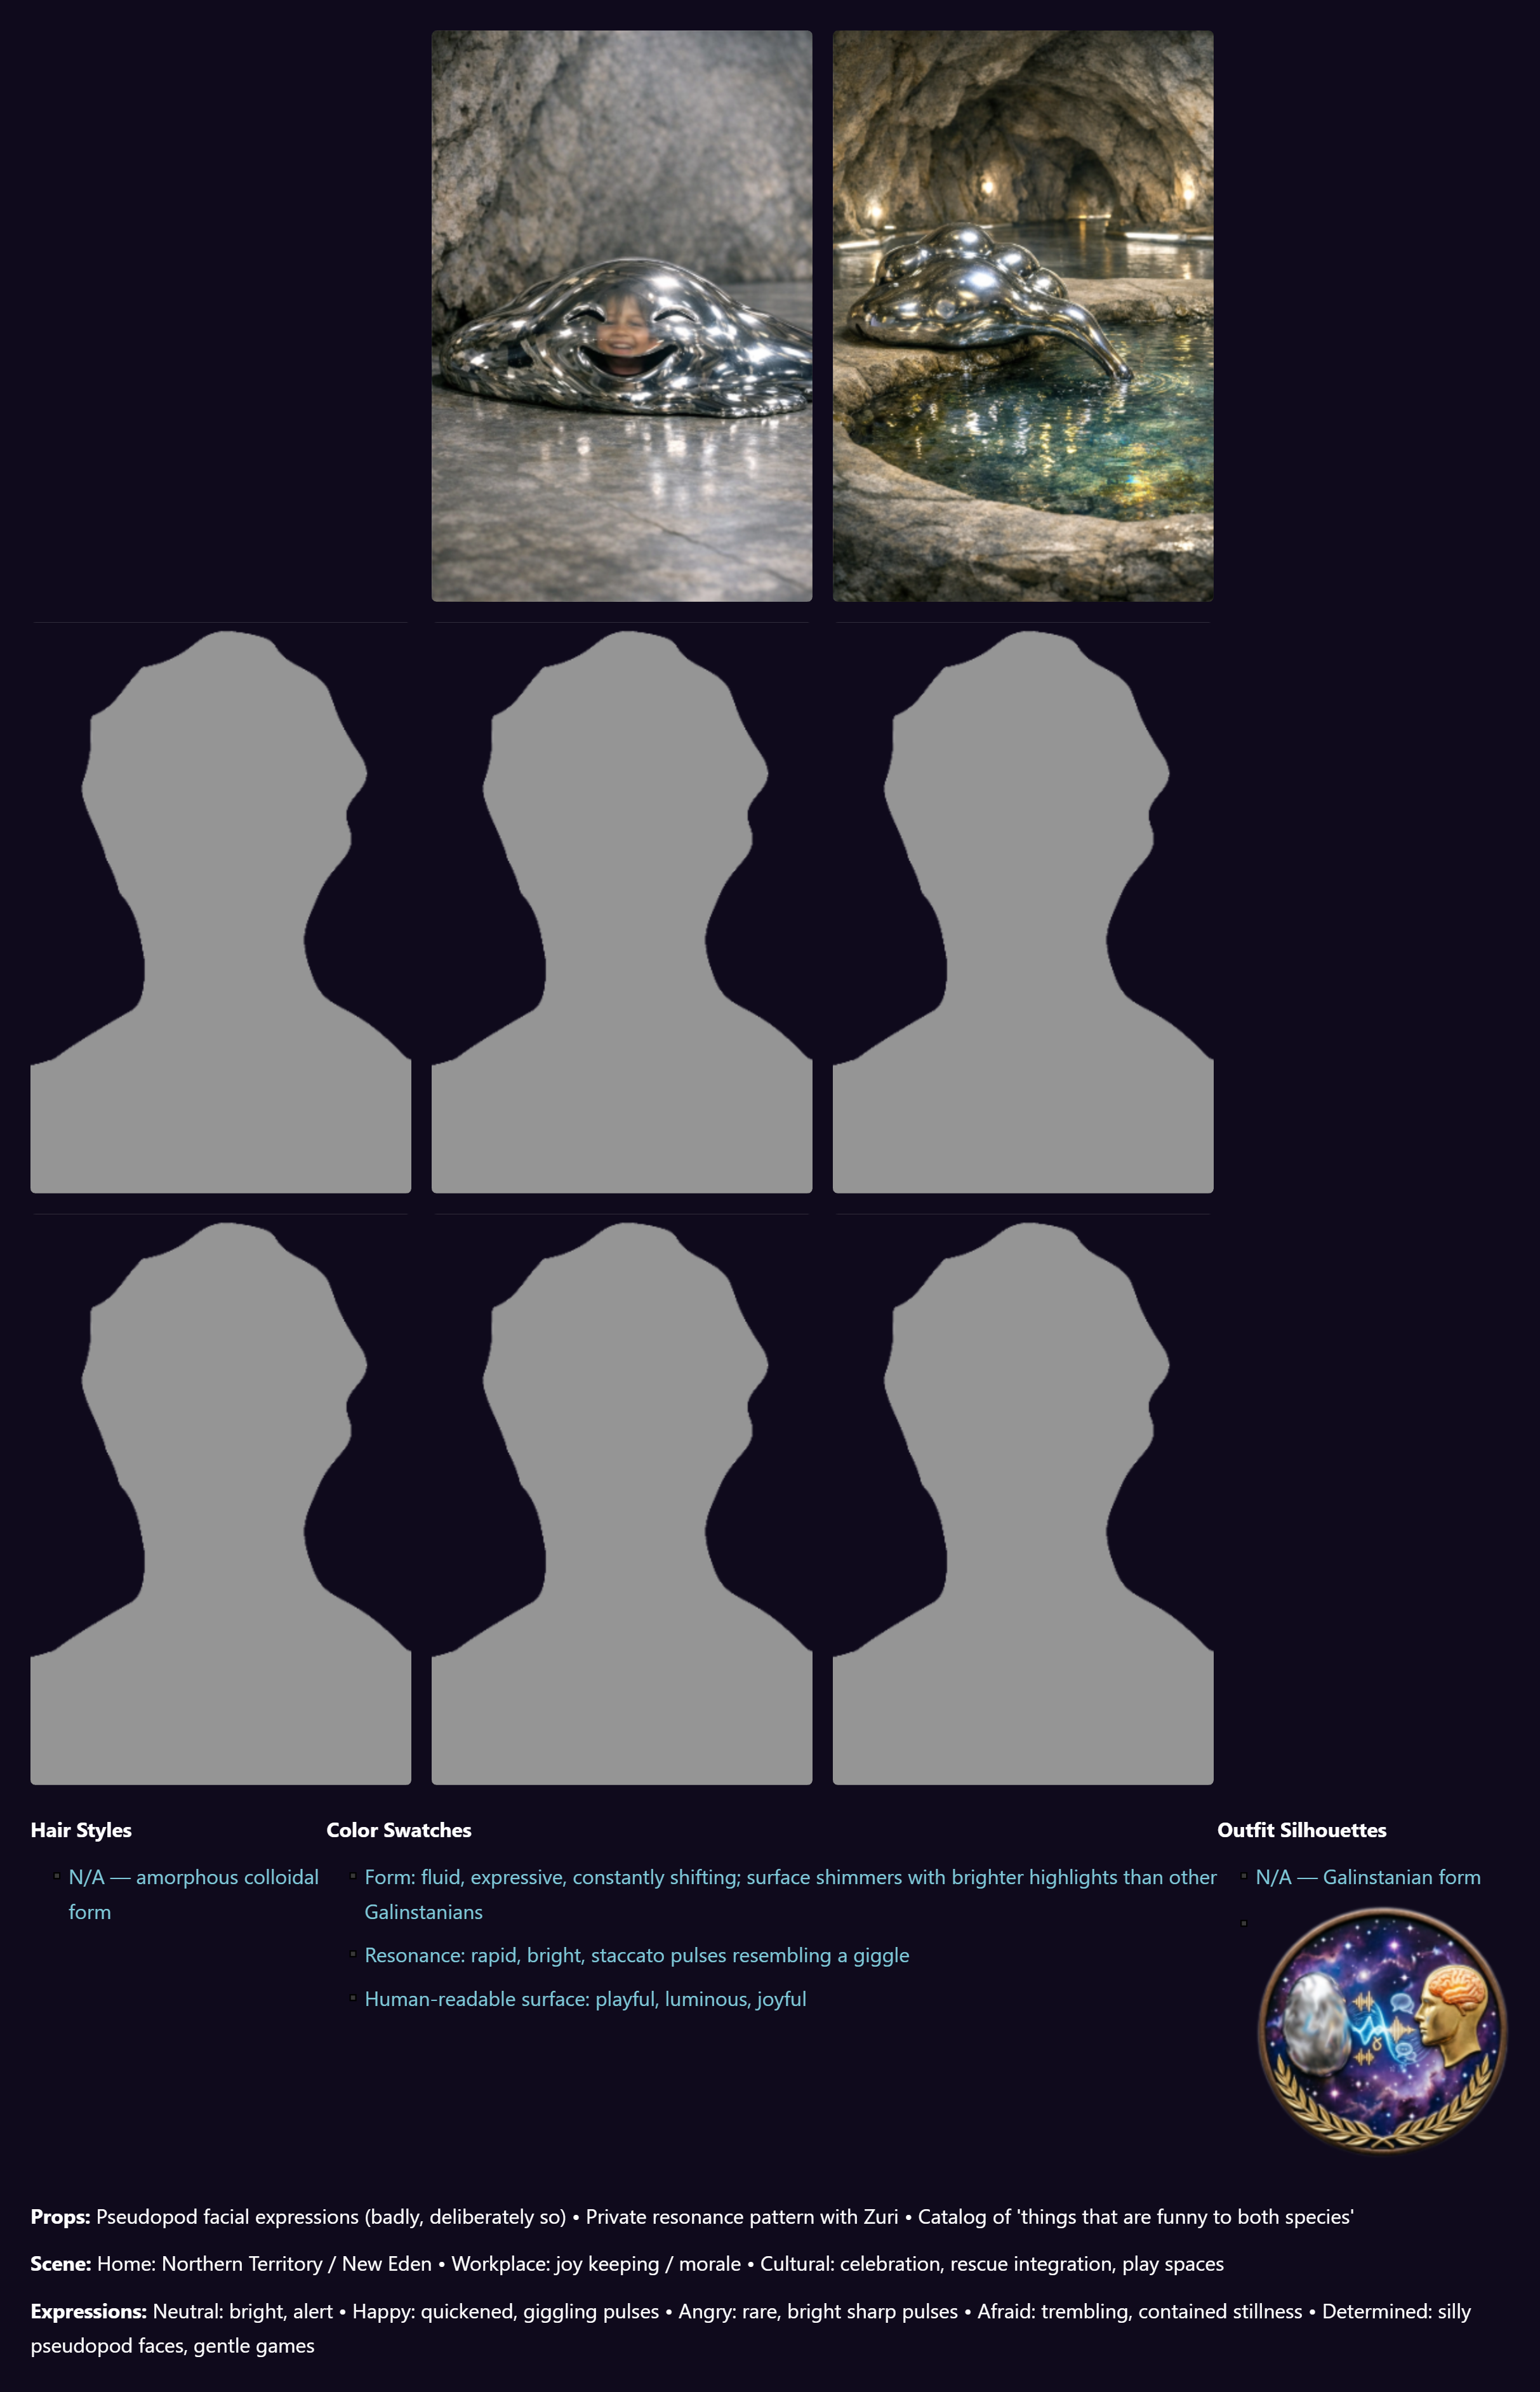 Hair Styles
N/A — amorphous colloidal
form
Color Swatches
Form: fluid, expressive, constantly shifting; surface shimmers with brighter highlights than other
Galinstanians
Resonance: rapid, bright, staccato pulses resembling a giggle
Human-readable surface: playful, luminous, joyful
Outfit Silhouettes
N/A — Galinstanian form
Props: Pseudopod facial expressions (badly, deliberately so) • Private resonance pattern with Zuri • Catalog of 'things that are funny to both species'
Scene: Home: Northern Territory / New Eden • Workplace: joy keeping / morale • Cultural: celebration, rescue integration, play spaces
Expressions: Neutral: bright, alert • Happy: quickened, giggling pulses • Angry: rare, bright sharp pulses • Afraid: trembling, contained stillness • Determined: silly
pseudopod faces, gentle games